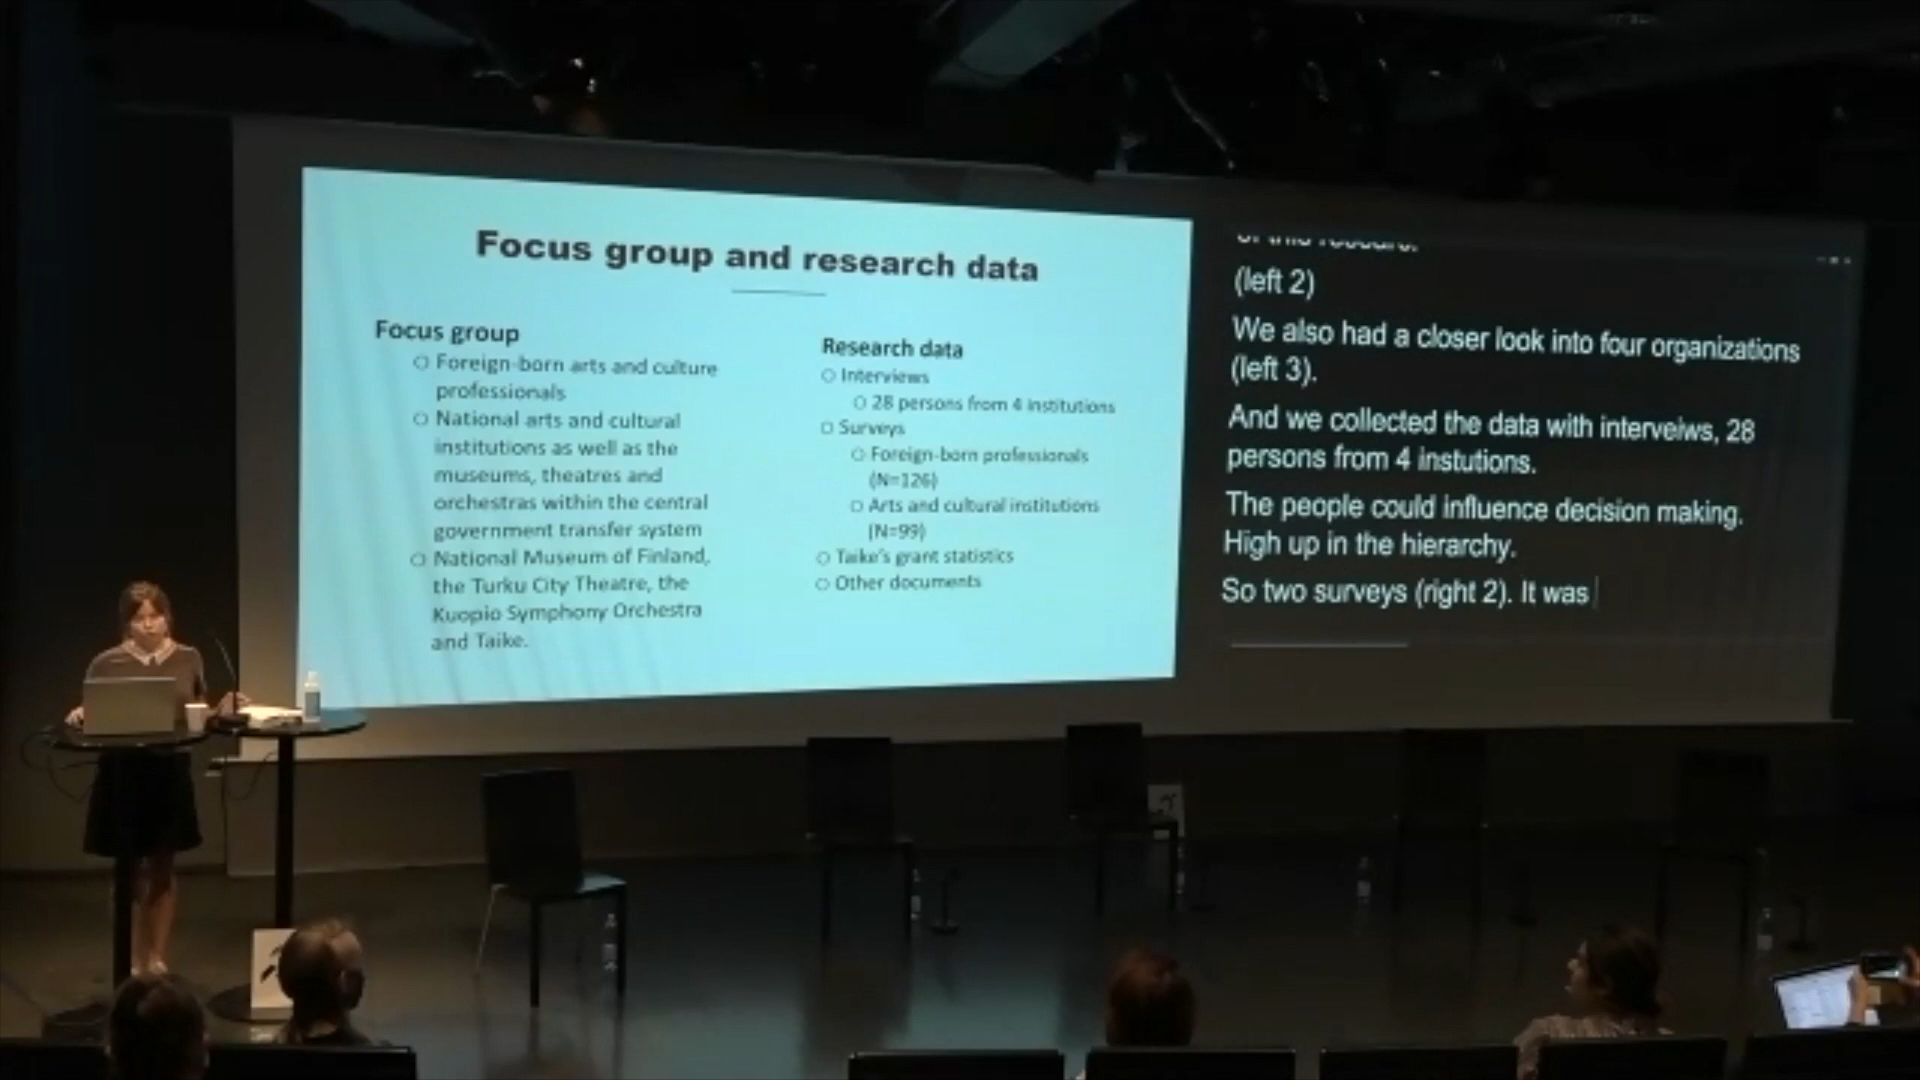 Focus group and research data
Focus group
Foreign-born arts and culture
professionals
National arts and cultural
institutions as well as the
museums, theatres and
orchestras within the central
government transfer system
National Museum of Finland,
the Turku City Theatre, the
Kuopio Symphony Orchestra
and Taike.
Research data
Interviews
28 persons from 4 institutions
Surveys
Foreign-born professionals
(N=126)
Arts and cultural institutions
(N=99)
Taike's grant statistics
Other documents
(left 2)
We also had a closer look into four organizations
(left 3).
And we collected the data with interveiws, 28
persons from 4 instutions.
The people could influence decision making.
High up in the hierarchy.
So two surveys (right 2). It was